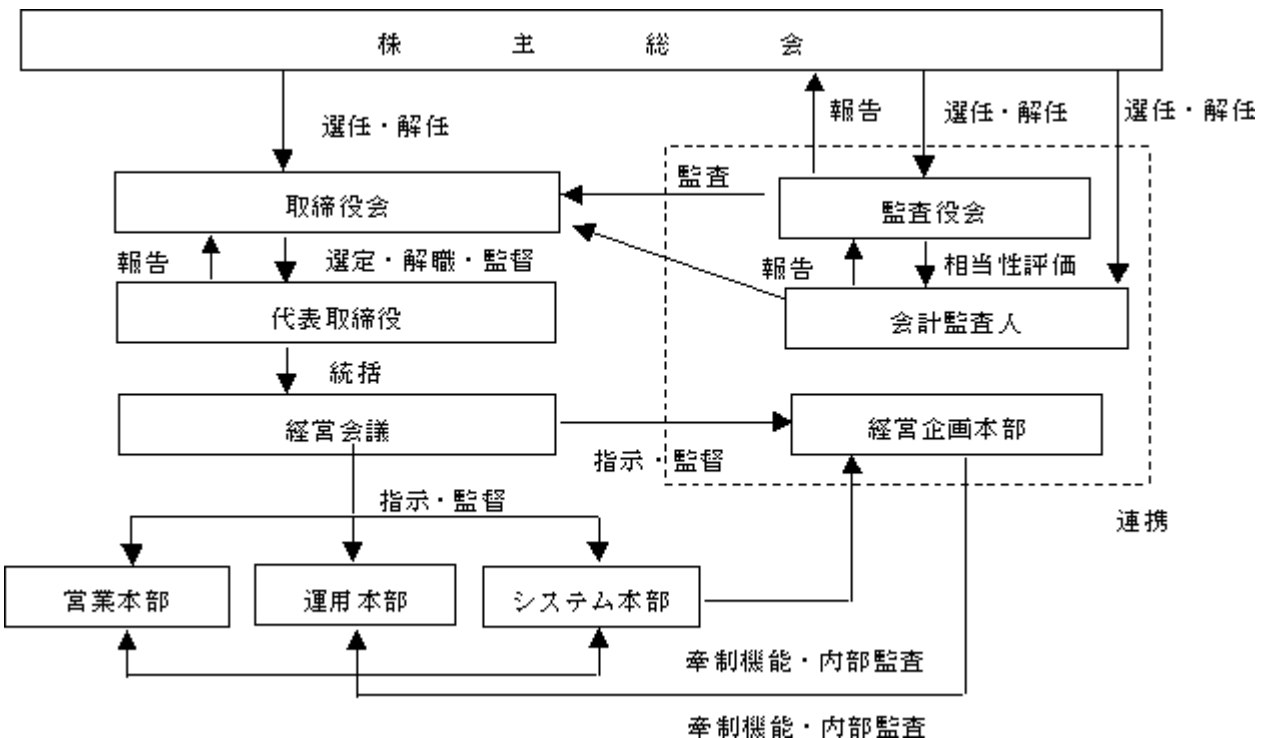 株主総会
選任・解任
報告
選任・解任
選任・解任
監査
取締役会
監査役会
報告
選定・解職・監督
報告
相当性評価
代表取締役
会計監査人
統括
経営会議
経営企画本部
指示・監督
指示・監督
連携
営業本部
運用本部
システム本部
牽制機能・内部監査
牽制機能・内部監査